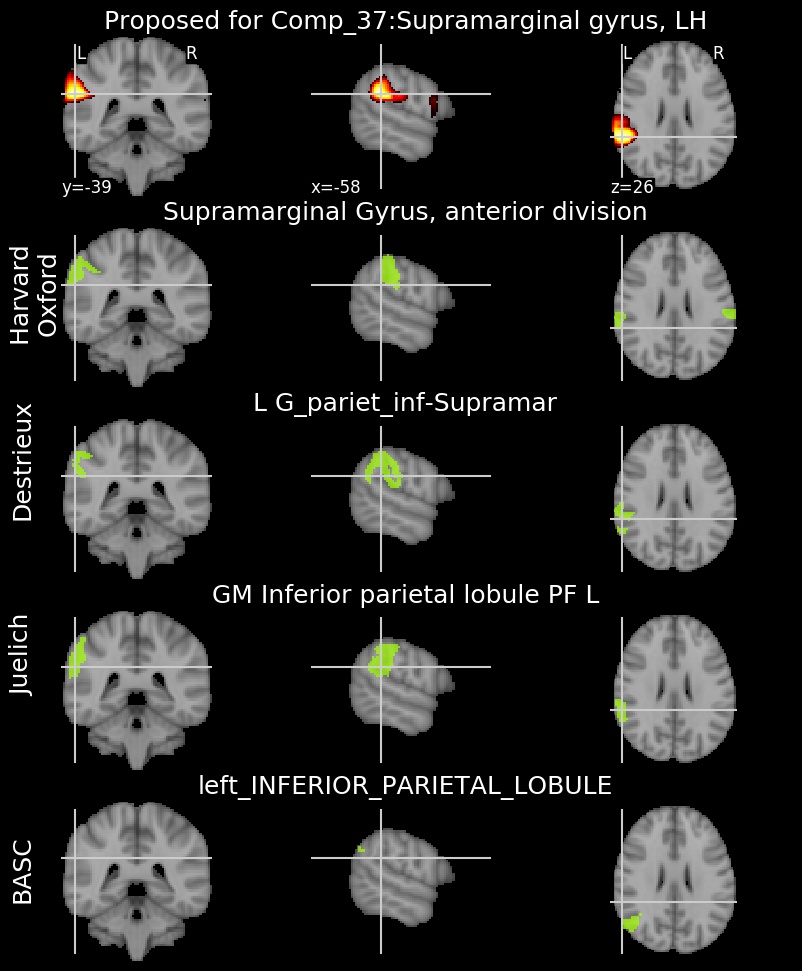 Proposed for Comp_37:Supramarginal gyrus, LH
L R L R
y=-39 x=-58 z=26
Supramarginal Gyrus, anterior division
Harvard
Oxford
L G_pariet_inf-Supramar
Destrieux
GM Inferior parietal lobule PF L
Juelich
left_INFERIOR_PARIETAL_LOBULE
BASC